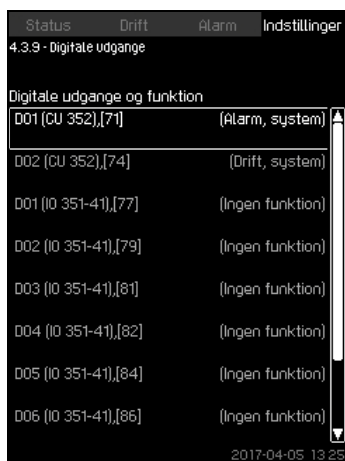 Status Drift Alarm Indstillinger
4.3.9 - Digitale udgange
Digitale udgange og funktion
DO1 (CU 352),[71] (Alarm, system)
DO2 (CU 352),[74] (Drift, system)
DO1 (IO 351-41),[77] (Ingen funktion)
DO2 (IO 351-41),[79] (Ingen funktion)
DO3 (IO 351-41),[81] (Ingen funktion)
DO4 (IO 351-41),[82] (Ingen funktion)
DO5 (IO 351-41),[84] (Ingen funktion)
DO6 (IO 351-41),[86] (Ingen funktion)
2017-04-05 13:25